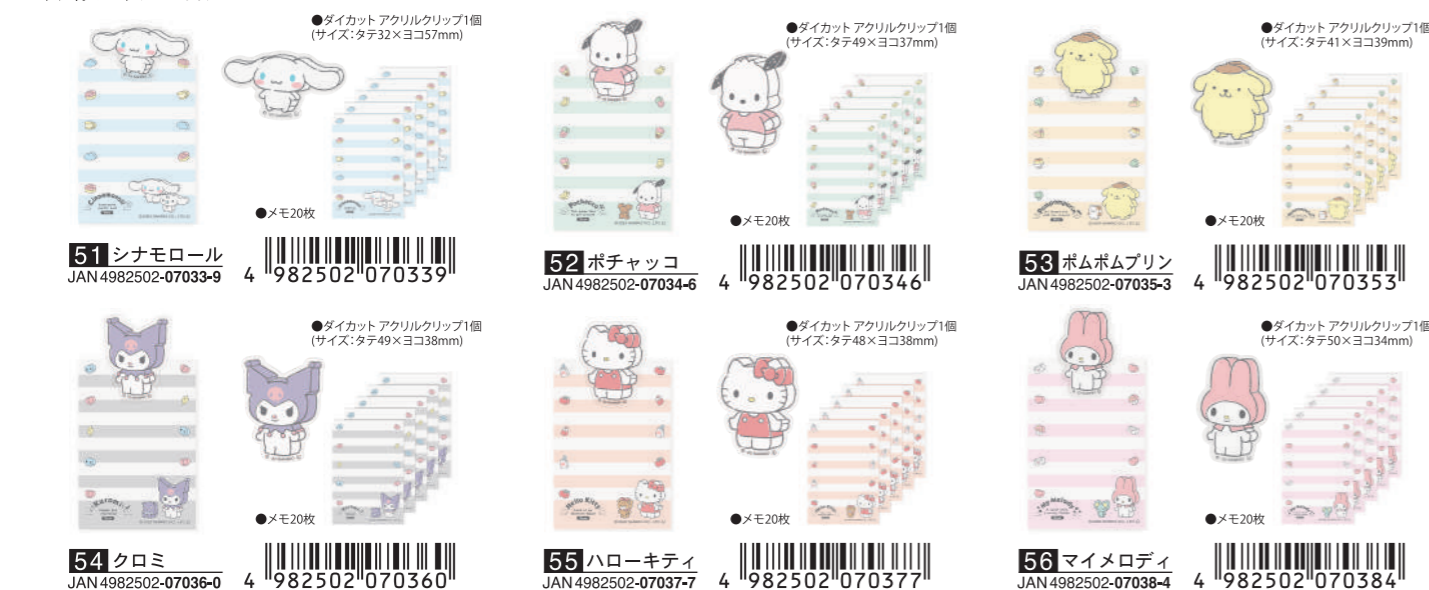 ●ダイカット アクリルクリップ1個
(サイズ：タテ32×ヨコ57mm)
●メモ20枚
51 シナモロール
JAN 4982502-07033-9
4 982502 070339
●ダイカット アクリルクリップ1個
(サイズ：タテ49×ヨコ37mm)
●メモ20枚
52 ポチャッコ
JAN 4982502-07034-6
4 982502 070346
●ダイカット アクリルクリップ1個
(サイズ：タテ41×ヨコ39mm)
●メモ20枚
53 ポムポムプリン
JAN 4982502-07035-3
4 982502 070353
●ダイカット アクリルクリップ1個
(サイズ：タテ49×ヨコ38mm)
Kuromi
●メモ20枚
54 クロミ
JAN 4982502-07036-0
4 982502 070360
●ダイカット アクリルクリップ1個
(サイズ：タテ48×ヨコ38mm)
Hello Kitty
●メモ20枚
55 ハローキティ
JAN 4982502-07037-7
4 982502 070377
●ダイカット アクリルクリップ1個
(サイズ：タテ50×ヨコ34mm)
My Melody
●メモ20枚
56 マイメロディ
JAN 4982502-07038-4
4 982502 070384